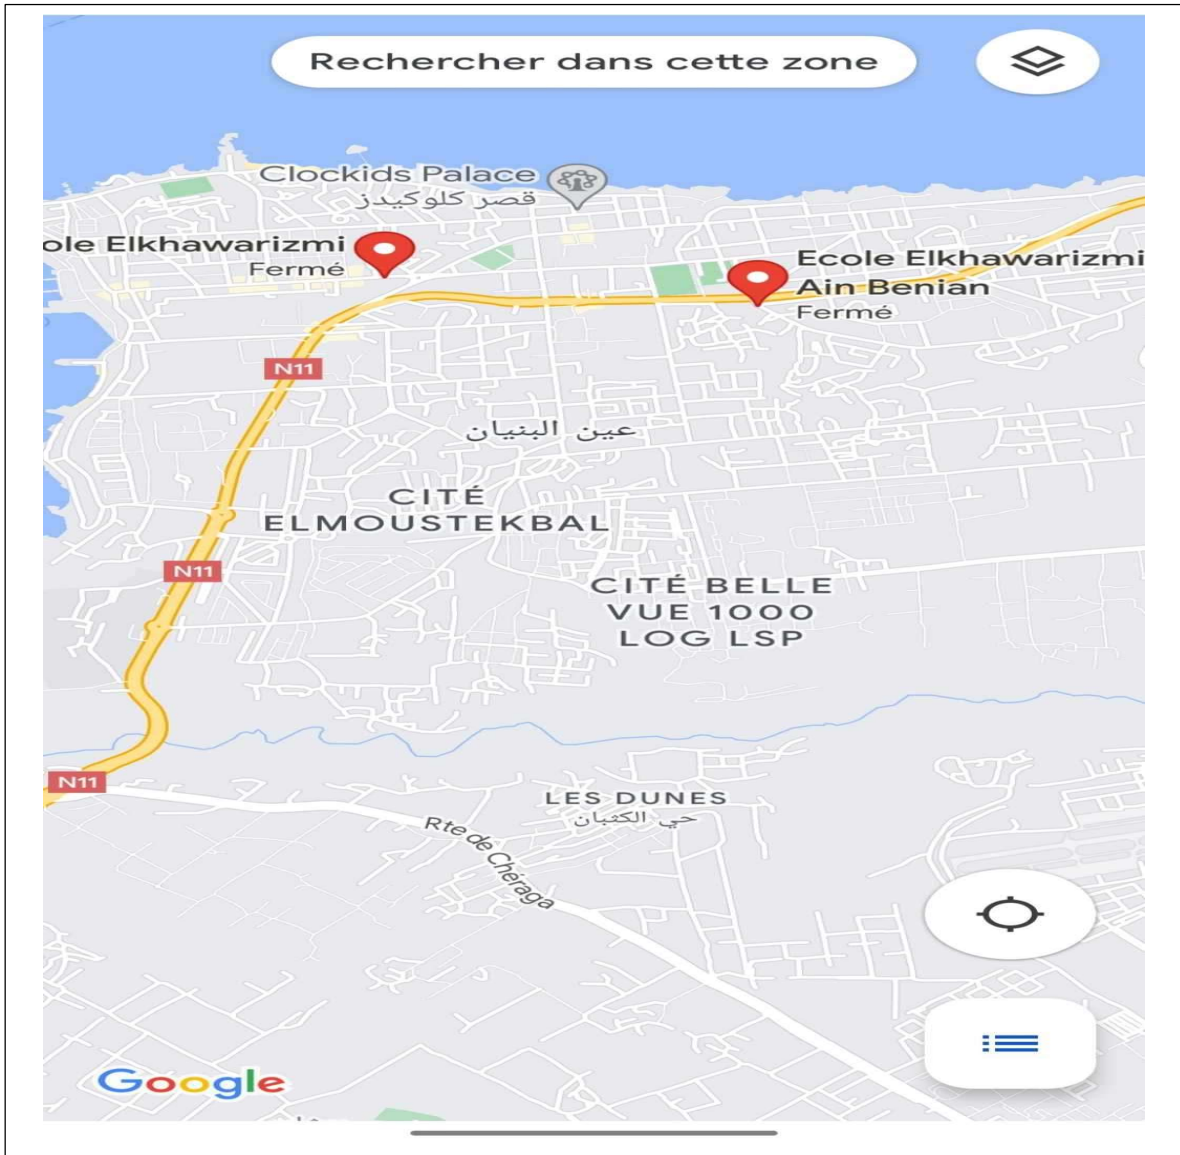 Rechercher dans cette zone
Clockids Palace
قصر كلوكيدز
ole Elkhawarizmi
Fermé
Ecole Elkhawarizmi
Ain Benian
Fermé
N11
عين البنيان
CITÉ
ELMOUSTEKBAL
N11
CITÉ BELLE
VUE 1000
LOG LSP
N11
LES DUNES
حي الكثبان
Rte de Chéraga
Google